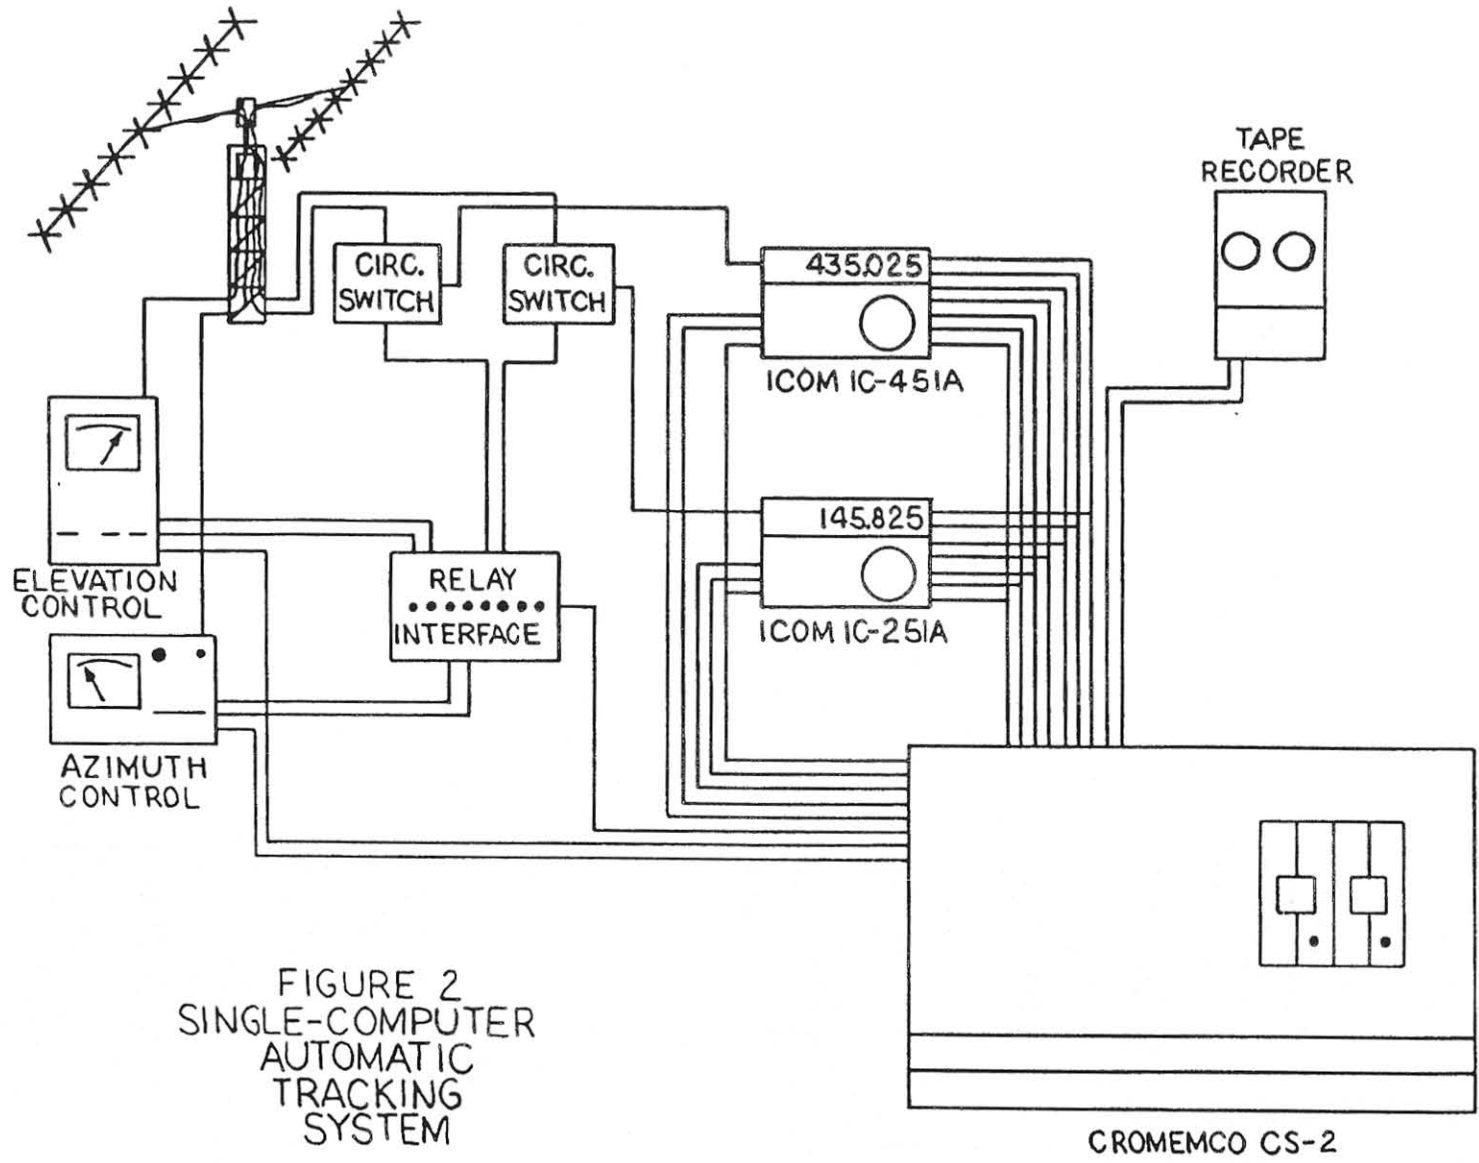 TAPE
RECORDER
CIRC.
SWITCH
CIRC.
SWITCH
435.025
ICOM IC-451A
145.825
ICOM IC-251A
ELEVATION
CONTROL
RELAY
INTERFACE
AZIMUTH
CONTROL
FIGURE 2
SINGLE-COMPUTER
AUTOMATIC
TRACKING
SYSTEM
CROMEMCO CS-2